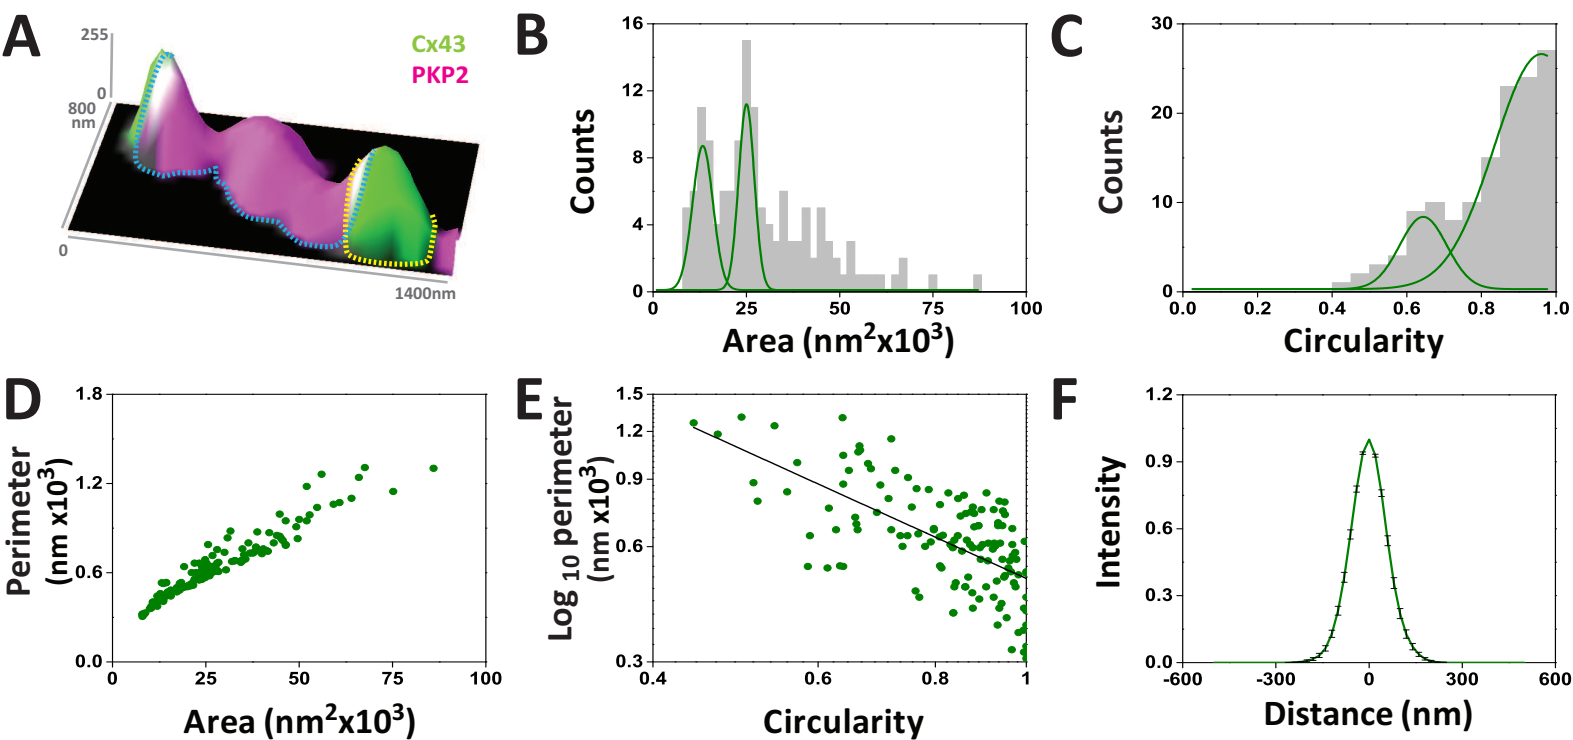 A
255
0
800
nm
0
1400nm
Cx43
PKP2
B
Counts
16
12
8
4
0
0 25 50 75 100
Area (nm²x10³)
C
Counts
30
20
10
0
0.0 0.2 0.4 0.6 0.8 1.0
Circularity
D
Perimeter
(nm x10³)
1.8
1.2
0.6
0.0
0 25 50 75 100
Area (nm²x10³)
E
Log 10 perimeter
(nm x10³)
1.5
1.2
0.9
0.6
0.3
0.4 0.6 0.8 1
Circularity
F
Intensity
1.2
0.9
0.6
0.3
0.0
-600 -300 0 300 600
Distance (nm)